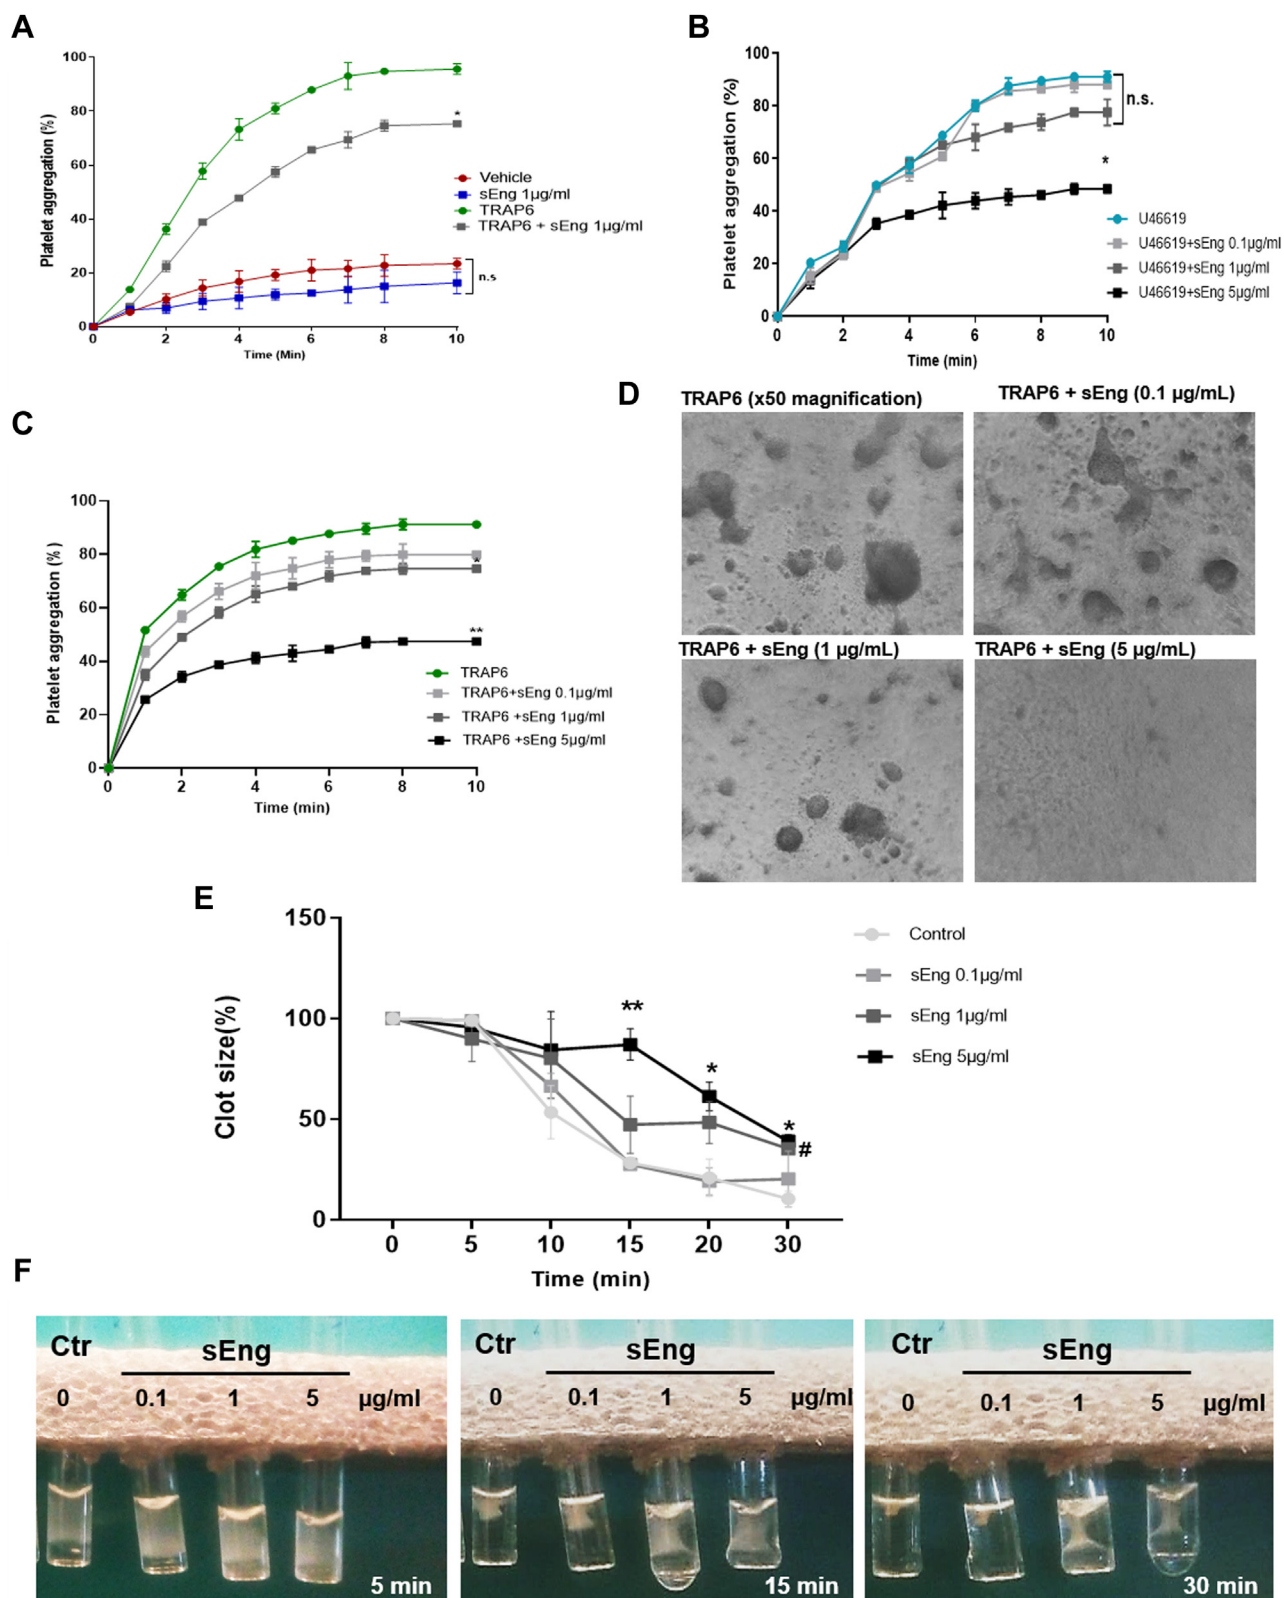 A
Platelet aggregation (%)
100
80
60
40
20
0
0 2 4 6 8 10
Time (Min)
*
n.s
Vehicle
sEng 1µg/ml
TRAP6
TRAP6 + sEng 1µg/ml
B
Platelet aggregation (%)
100
80
60
40
20
0
0 2 4 6 8 10
Time (min)
n.s.
*
U46619
U46619+sEng 0.1µg/ml
U46619+sEng 1µg/ml
U46619+sEng 5µg/ml
C
Platelet aggregation (%)
100
80
60
40
20
0
0 2 4 6 8 10
Time (min)
*
**
TRAP6
TRAP6+sEng 0.1µg/ml
TRAP6 +sEng 1µg/ml
TRAP6 +sEng 5µg/ml
D
TRAP6 (x50 magnification)
TRAP6 + sEng (0.1 µg/mL)
TRAP6 + sEng (1 µg/mL)
TRAP6 + sEng (5 µg/mL)
E
Clot size(%)
150
100
50
0
0 5 10 15 20 30
Time (min)
**
*
*
#
Control
sEng 0.1µg/ml
sEng 1µg/ml
sEng 5µg/ml
F
Ctr sEng
0 0.1 1 5 µg/ml
5 min
Ctr sEng
0 0.1 1 5 µg/ml
15 min
Ctr sEng
0 0.1 1 5 µg/ml
30 min